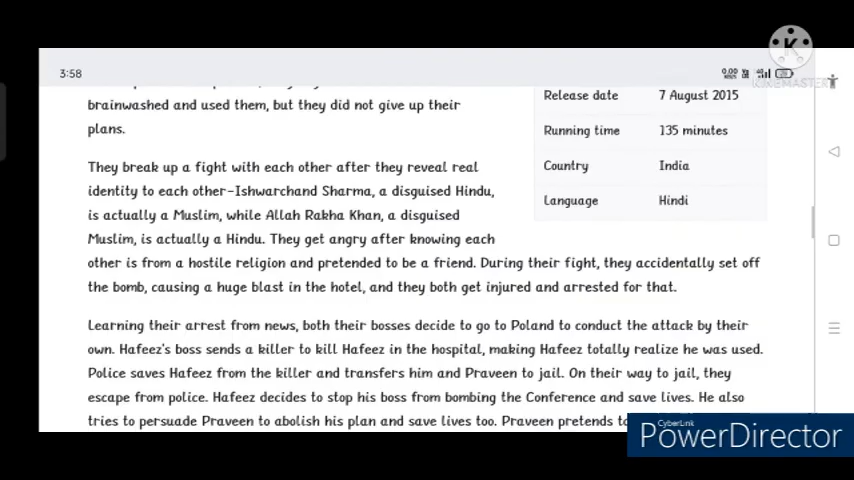 3:58
KINEMASTER
brainwashed and used them, but they did not give up their
plans.
Release date 7 August 2015
Running time 135 minutes
Country India
Language Hindi
They break up a fight with each other after they reveal real
identity to each other-Ishwarchand Sharma, a disguised Hindu,
is actually a Muslim, while Allah Rakha Khan, a disguised
Muslim, is actually a Hindu. They get angry after knowing each
other is from a hostile religion and pretended to be a friend. During their fight, they accidentally set off
the bomb, causing a huge blast in the hotel, and they both get injured and arrested for that.
Learning their arrest from news, both their bosses decide to go to Poland to conduct the attack by their
own. Hafeez's boss sends a killer to kill Hafeez in the hospital, making Hafeez totally realize he was used.
Police saves Hafeez from the killer and transfers him and Praveen to jail. On their way to jail, they
escape from police. Hafeez decides to stop his boss from bombing the Conference and save lives. He also
tries to persuade Praveen to abolish his plan and save lives too. Praveen pretends
CyberLink
PowerDirector